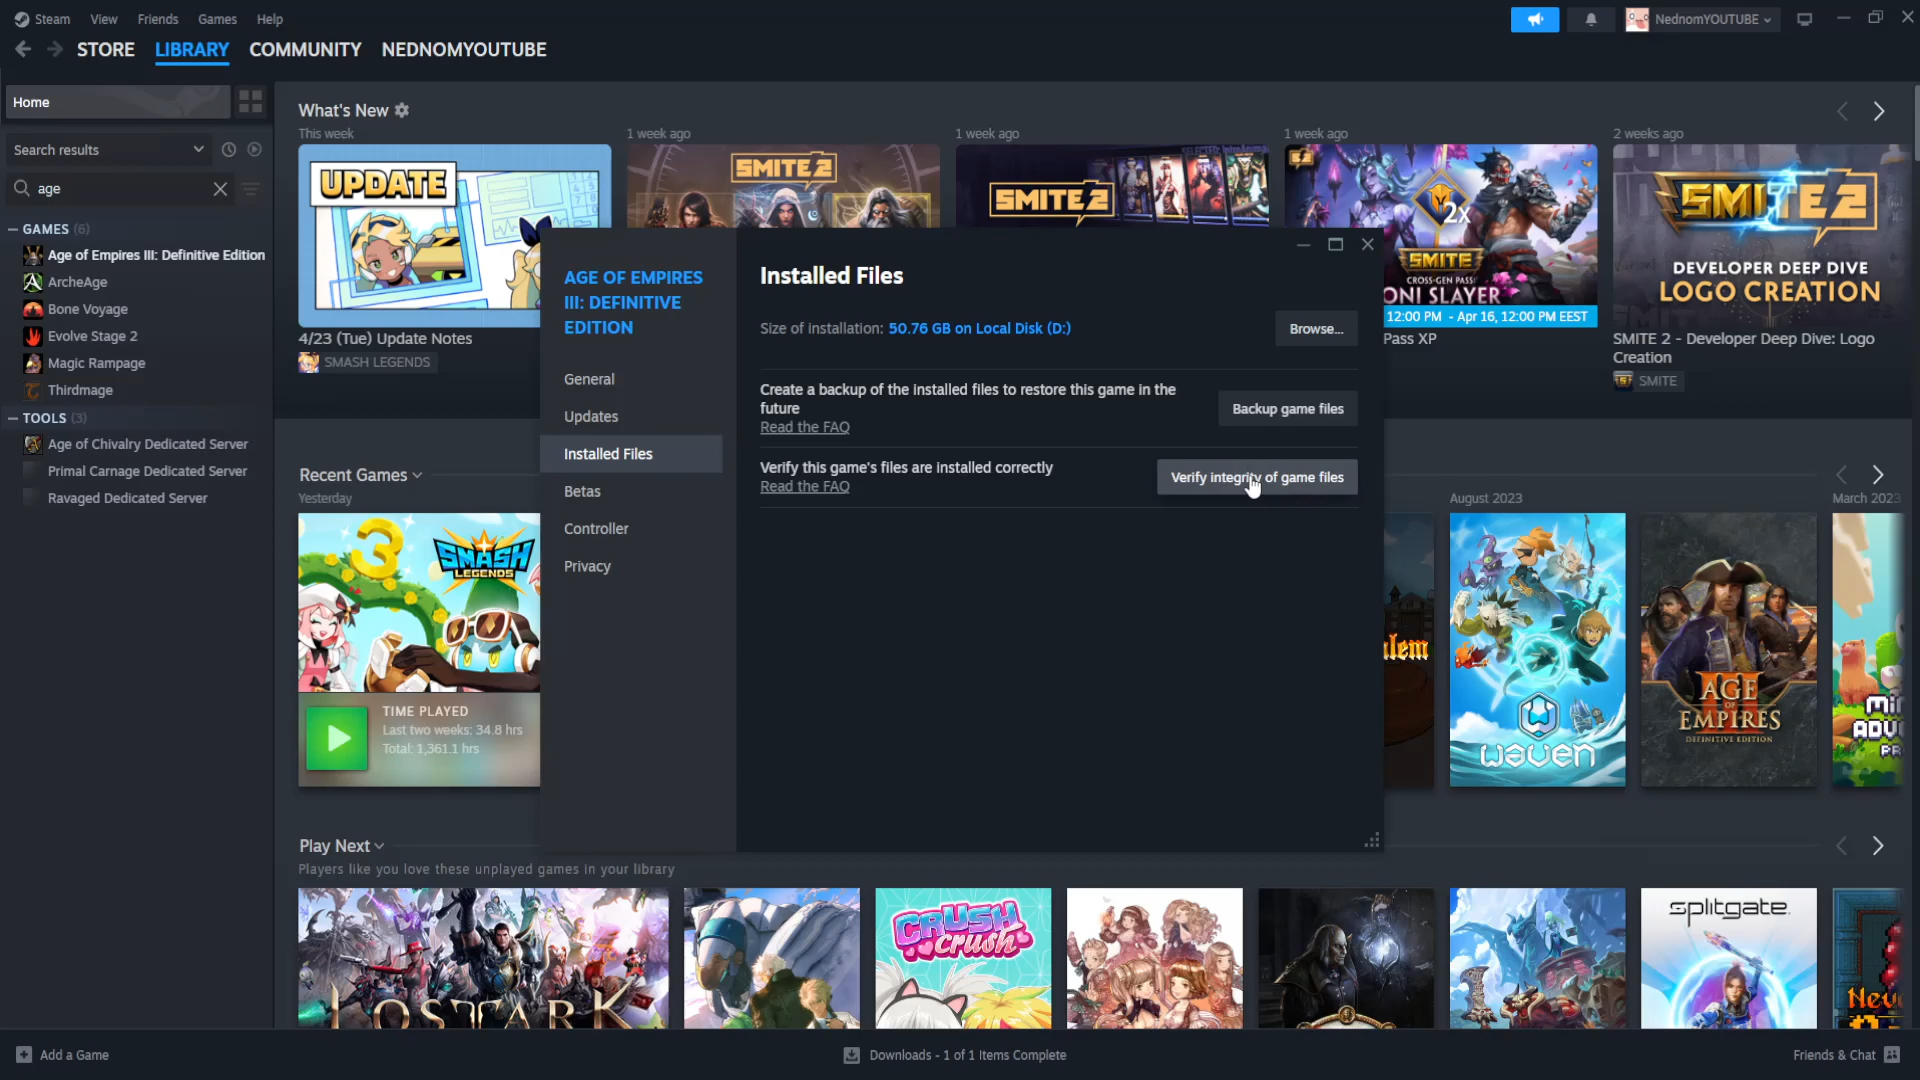 Steam View Friends Games Help
NednomYOUTUBE
STORE LIBRARY COMMUNITY NEDNOMYOUTUBE
Home
Search results
age
GAMES (6)
Age of Empires III: Definitive Edition
ArcheAge
Bone Voyage
Evolve Stage 2
Magic Rampage
Thirdmage
TOOLS (3)
Age of Chivalry Dedicated Server
Primal Carnage Dedicated Server
Ravaged Dedicated Server
What's New
This week
1 week ago
1 week ago
1 week ago
2 weeks ago
UPDATE
SMITE 2
SMITE 2
2x
SMITE
CROSS-GEN PASS
ONI SLAYER
12:00 PM - Apr 16, 12:00 PM EEST
SMITE 2
DEVELOPER DEEP DIVE
LOGO CREATION
4/23 (Tue) Update Notes
SMASH LEGENDS
Pass XP
SMITE 2 - Developer Deep Dive: Logo
Creation
SMITE
AGE OF EMPIRES
III: DEFINITIVE
EDITION
General
Updates
Installed Files
Betas
Controller
Privacy
Installed Files
Size of installation: 50.76 GB on Local Disk (D:)
Browse...
Create a backup of the installed files to restore this game in the
future
Read the FAQ
Backup game files
Verify this game's files are installed correctly
Read the FAQ
Verify integrity of game files
Recent Games
Yesterday
August 2023
March 2023
3
SMASH
LEGENDS
TIME PLAYED
Last two weeks: 34.8 hrs
Total: 1,361.1 hrs
lem
WAVEN
AGE
OF
EMPIRES
III
DEFINITIVE EDITION
Mi
ADV
PR
Play Next
Players like you love these unplayed games in your library
LOST ARK
CRUSH
CRUSH
splitgate
Nev
Add a Game
Downloads - 1 of 1 Items Complete
Friends & Chat